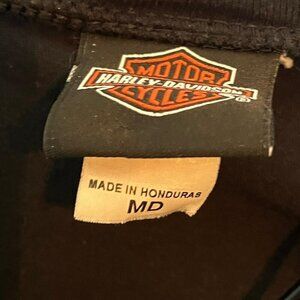 MOTOR
HARLEY-DAVIDSON
CYCLES
®
MADE IN HONDURAS
MD